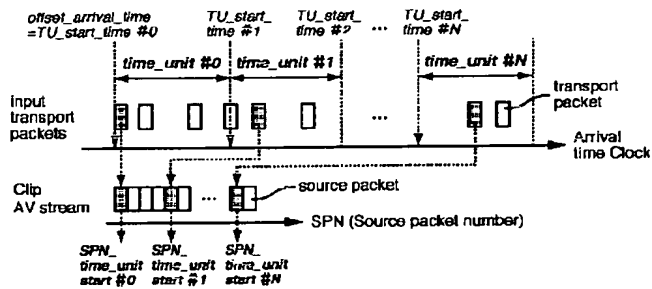 offset_arrival_time TU_start_ TU_start_ TU_start_
=TU_start_time #0 time #1 time #2 ... time #N
time_unit #0 time_unit #1 time_unit #N
input
transport
packets
transport
packet
...
Arrival
time Clock
Clip
AV stream
...
source packet
SPN (Source packet number)
SPN_ SPN_ SPN_
time_unit time_unit time_unit
start #0 start #1 start #N